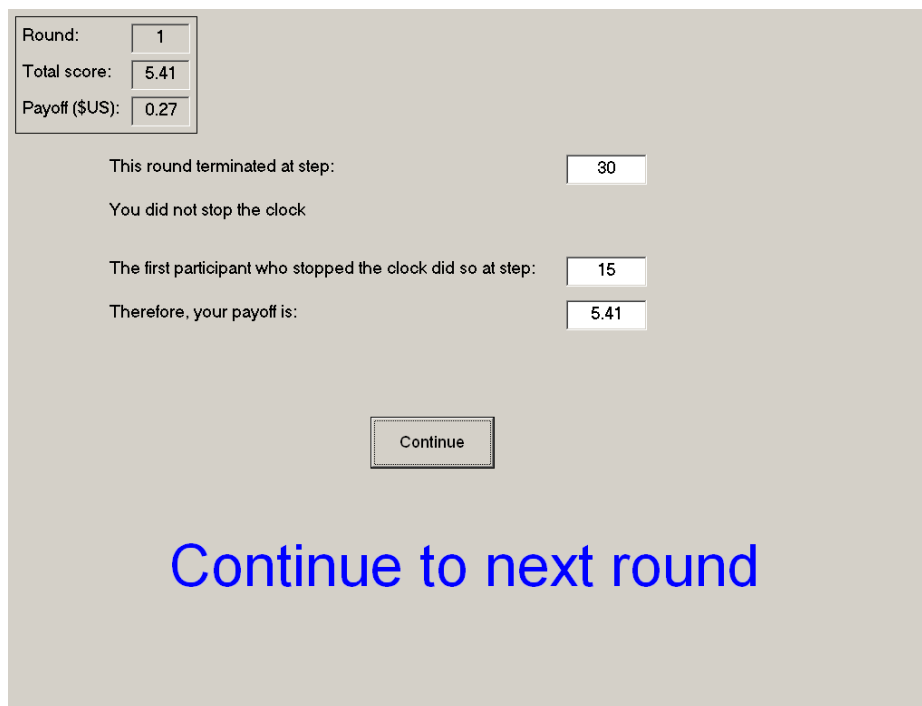 Round: 1
Total score: 5.41
Payoff ($US): 0.27
This round terminated at step: 30
You did not stop the clock
The first participant who stopped the clock did so at step: 15
Therefore, your payoff is: 5.41
Continue
Continue to next round